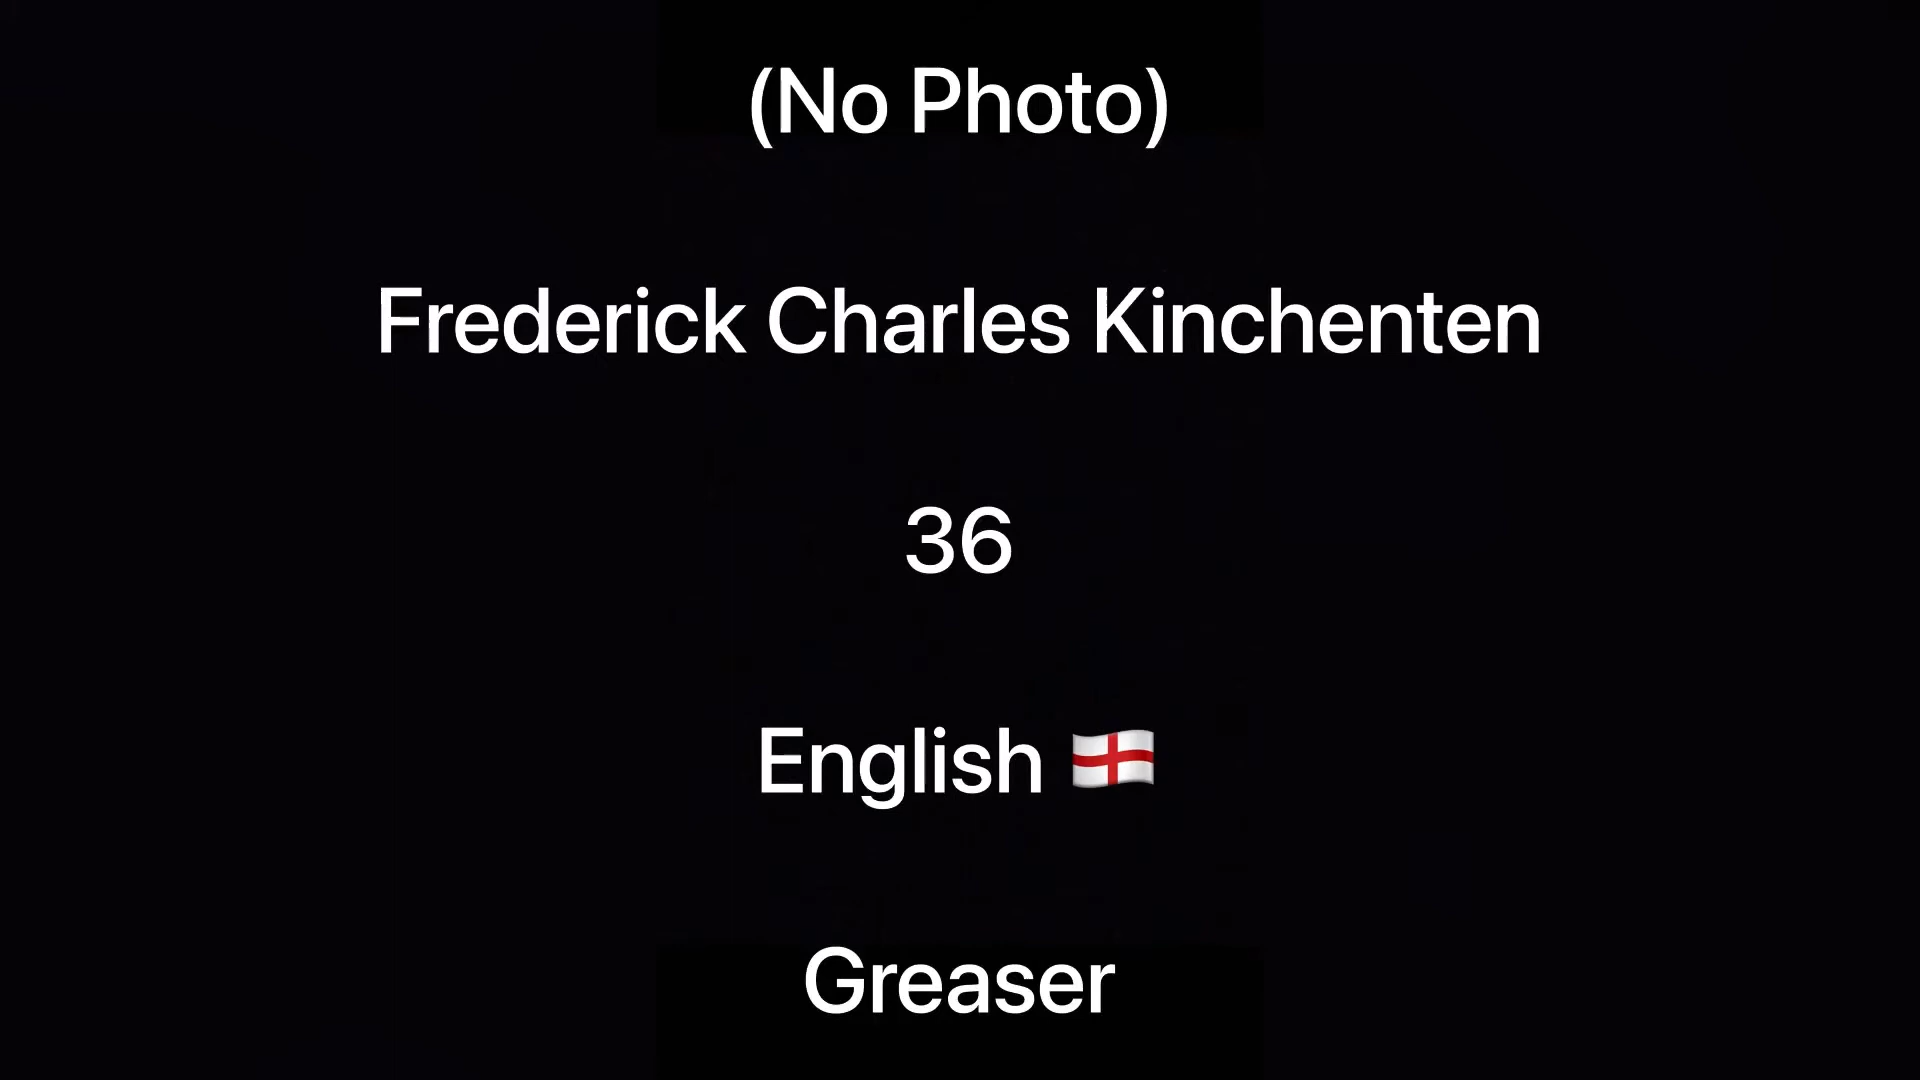 (No Photo)
Frederick Charles Kinchenten
36
English 🏴󠁧󠁢󠁥󠁮󠁧󠁿
Greaser